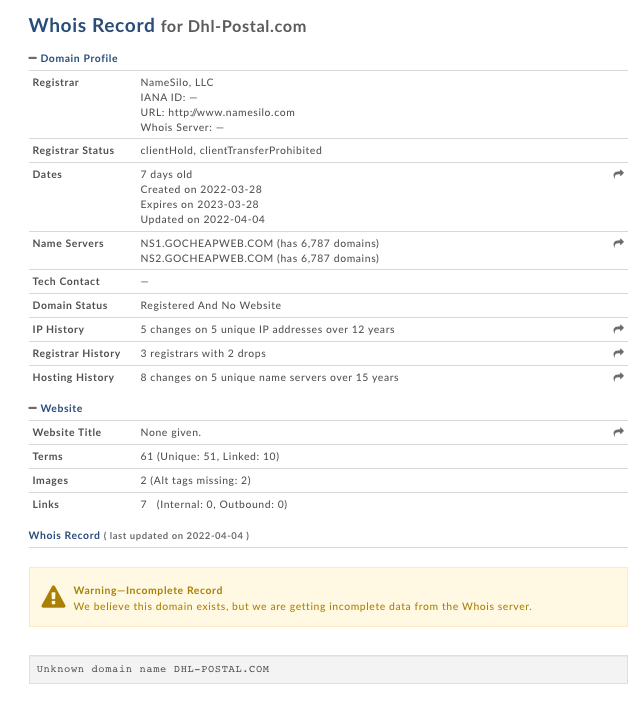 Whois Record for Dhl-Postal.com
Domain Profile
Registrar NameSilo, LLC
IANA ID: —
URL: http://www.namesilo.com
Whois Server: —
Registrar Status clientHold, clientTransferProhibited
Dates 7 days old
Created on 2022-03-28
Expires on 2023-03-28
Updated on 2022-04-04
Name Servers NS1.GOCHEAPWEB.COM (has 6,787 domains)
NS2.GOCHEAPWEB.COM (has 6,787 domains)
Tech Contact —
Domain Status Registered And No Website
IP History 5 changes on 5 unique IP addresses over 12 years
Registrar History 3 registrars with 2 drops
Hosting History 8 changes on 5 unique name servers over 15 years
Website
Website Title None given.
Terms 61 (Unique: 51, Linked: 10)
Images 2 (Alt tags missing: 2)
Links 7 (Internal: 0, Outbound: 0)
Whois Record ( last updated on 2022-04-04 )
Warning—Incomplete Record
We believe this domain exists, but we are getting incomplete data from the Whois server.
Unknown domain name DHL-POSTAL.COM